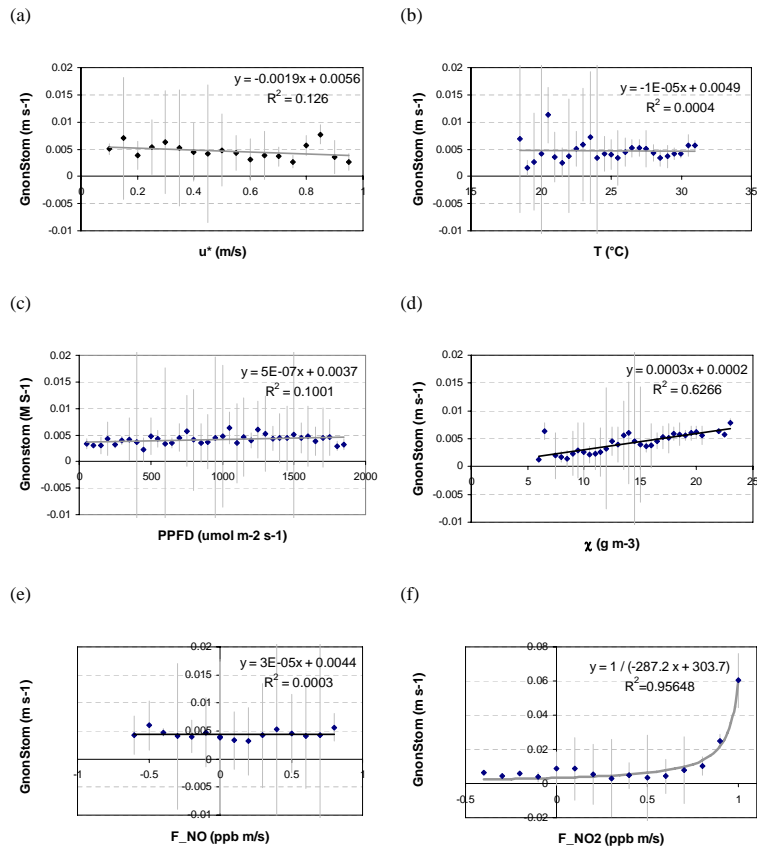 (a)
GnonStom (m s-1)
0.02
0.015
0.01
0.005
0
-0.005
-0.01
y = -0.0019x + 0.0056
R2 = 0.126
0
0.2
0.4
0.6
0.8
1
u* (m/s)
(b)
GnonStom (m s-1)
0.02
0.015
0.01
0.005
0
-0.005
-0.01
y = -1E-05x + 0.0049
R2 = 0.0004
15
20
25
30
35
T (°C)
(c)
Gnonstom (M S-1)
0.02
0.015
0.01
0.005
0
-0.005
-0.01
y = 5E-07x + 0.0037
R2 = 0.1001
0
500
1000
1500
2000
PPFD (umol m-2 s-1)
(d)
GnonStom (m s-1)
0.02
0.015
0.01
0.005
0
-0.005
-0.01
y = 0.0003x + 0.0002
R2 = 0.6266
0
5
10
15
20
25
χ (g m-3)
(e)
GnonStom (m s-1)
0.02
0.015
0.01
0.005
0.000
-0.005
-0.01
y = 3E-05x + 0.0044
R2 = 0.0003
-1
-0.5
0
0.5
1
F_NO (ppb m/s)
(f)
GnonStom (m s-1)
0.08
0.06
0.04
0.02
0.00
-0.02
y = 1 / (-287.2 x + 303.7)
R2=0.95648
-0.5
0
0.5
1
F_NO2 (ppb m/s)